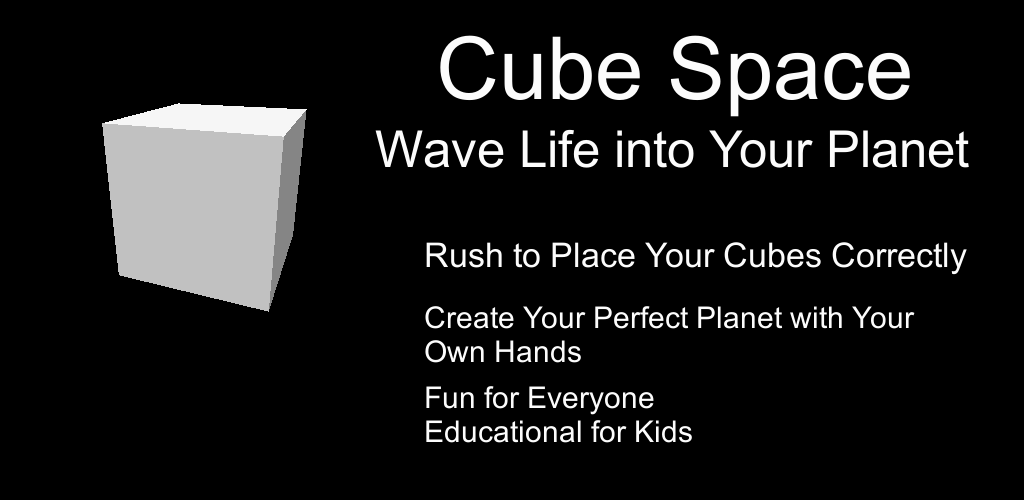 Cube Space
Wave Life into Your Planet
Rush to Place Your Cubes Correctly
Create Your Perfect Planet with Your
Own Hands
Fun for Everyone
Educational for Kids